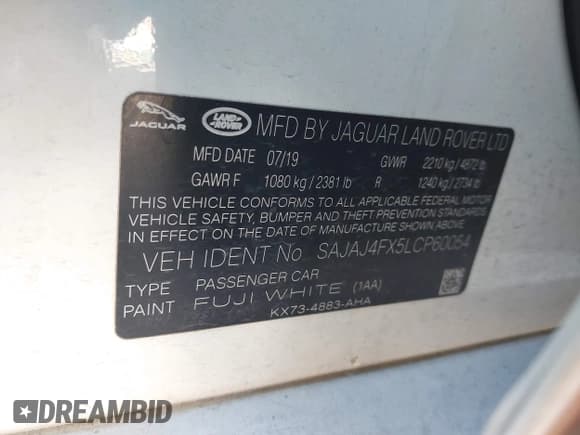 JAGUAR LAND ROVER MFD BY JAGUAR LAND ROVER LTD
MFD DATE 07/19 GVWR 2210 kg / 4872 lb
GAWR F 1080 kg / 2381 lb R 1240 kg / 2734 lb
THIS VEHICLE CONFORMS TO ALL APPLICABLE FEDERAL MOTOR
VEHICLE SAFETY, BUMPER AND THEFT PREVENTION STANDARDS
IN EFFECT ON THE DATE OF MANUFACTURE SHOWN ABOVE.
VEH IDENT No SAJAJ4FX5LCP60064
TYPE PASSENGER CAR
PAINT FUJI WHITE (1AA)
KX73-4883-AHA
DREAMBID